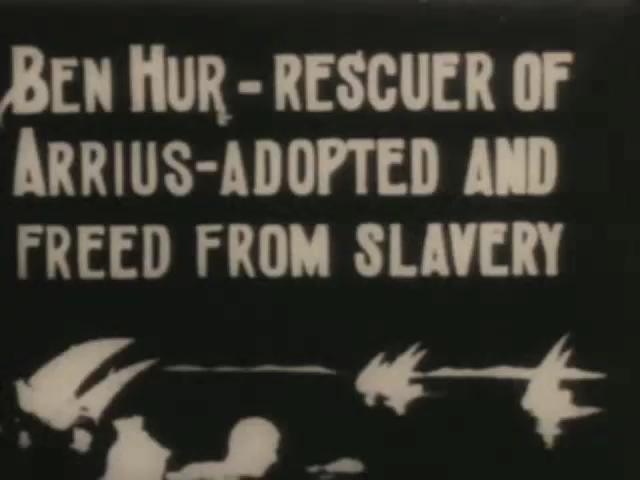 BEN HUR - RESCUER OF
ARRIUS-ADOPTED AND
FREED FROM SLAVERY